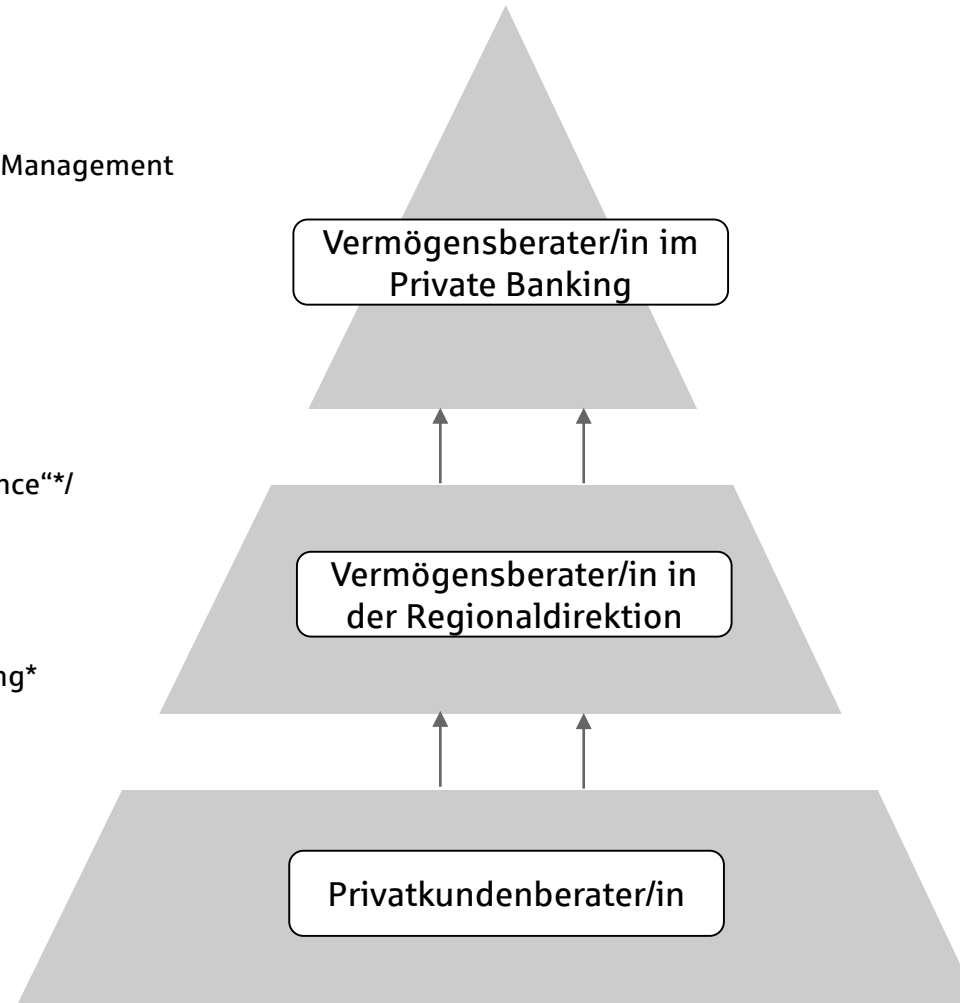 Management
Vermögensberater/in im
Private Banking
nce“*/
Vermögensberater/in in
der Regionaldirektion
ng*
Privatkundenberater/in